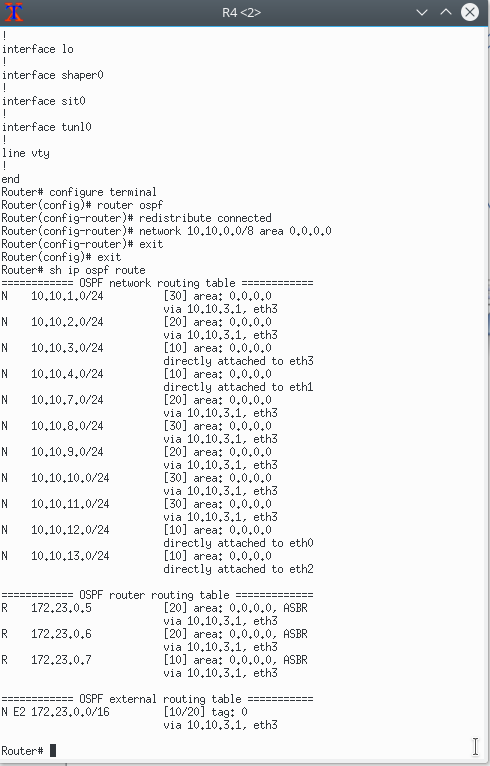 R4 <2>
!
interface lo
!
interface shaper0
!
interface sit0
!
interface tunl0
!
line vty
!
end
Router# configure terminal
Router(config)# router ospf
Router(config-router)# redistribute connected
Router(config-router)# network 10.10.0.0/8 area 0.0.0.0
Router(config-router)# exit
Router(config)# exit
Router# sh ip ospf route
============ OSPF network routing table ============
N    10.10.1.0/24          [30] area: 0.0.0.0
                           via 10.10.3.1, eth3
N    10.10.2.0/24          [20] area: 0.0.0.0
                           via 10.10.3.1, eth3
N    10.10.3.0/24          [10] area: 0.0.0.0
                           directly attached to eth3
N    10.10.4.0/24          [10] area: 0.0.0.0
                           directly attached to eth1
N    10.10.7.0/24          [20] area: 0.0.0.0
                           via 10.10.3.1, eth3
N    10.10.8.0/24          [30] area: 0.0.0.0
                           via 10.10.3.1, eth3
N    10.10.9.0/24          [20] area: 0.0.0.0
                           via 10.10.3.1, eth3
N    10.10.10.0/24         [30] area: 0.0.0.0
                           via 10.10.3.1, eth3
N    10.10.11.0/24         [30] area: 0.0.0.0
                           via 10.10.3.1, eth3
N    10.10.12.0/24         [10] area: 0.0.0.0
                           directly attached to eth0
N    10.10.13.0/24         [10] area: 0.0.0.0
                           directly attached to eth2

============ OSPF router routing table =============
R    172.23.0.5            [20] area: 0.0.0.0, ASBR
                           via 10.10.3.1, eth3
R    172.23.0.6            [20] area: 0.0.0.0, ASBR
                           via 10.10.3.1, eth3
R    172.23.0.7            [10] area: 0.0.0.0, ASBR
                           via 10.10.3.1, eth3

============ OSPF external routing table ===========
N E2 172.23.0.0/16         [10/20] tag: 0
                           via 10.10.3.1, eth3

Router#